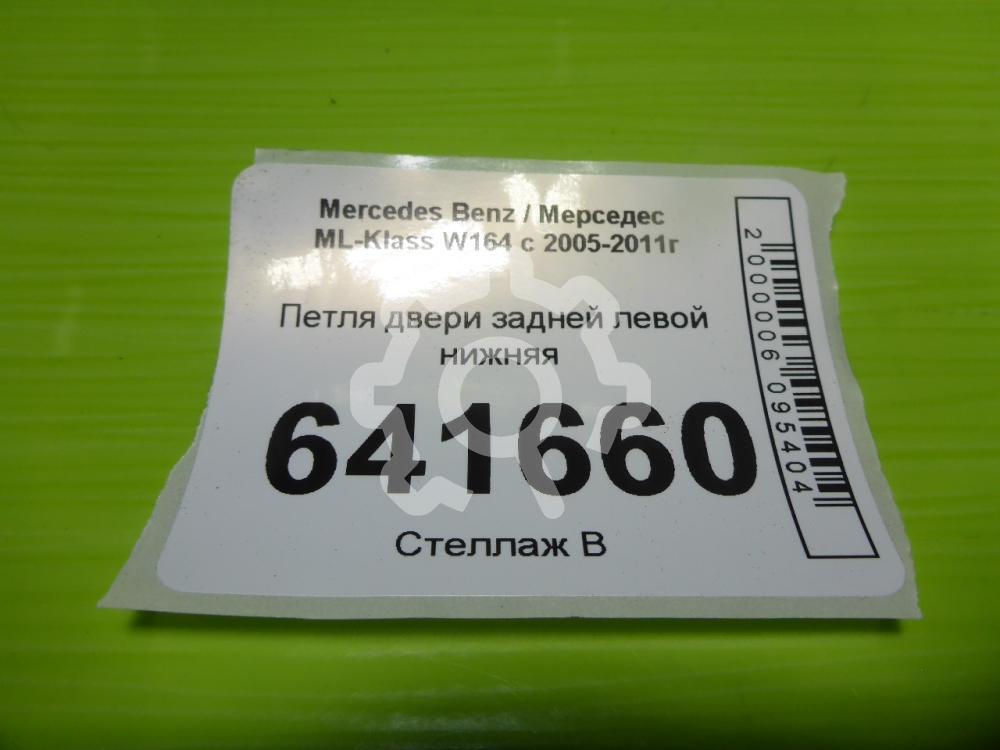 Mercedes Benz / Мерседес
ML-Klass W164 с 2005-2011г
Петля двери задней левой
нижняя
641660
Стеллаж В
2000006095404